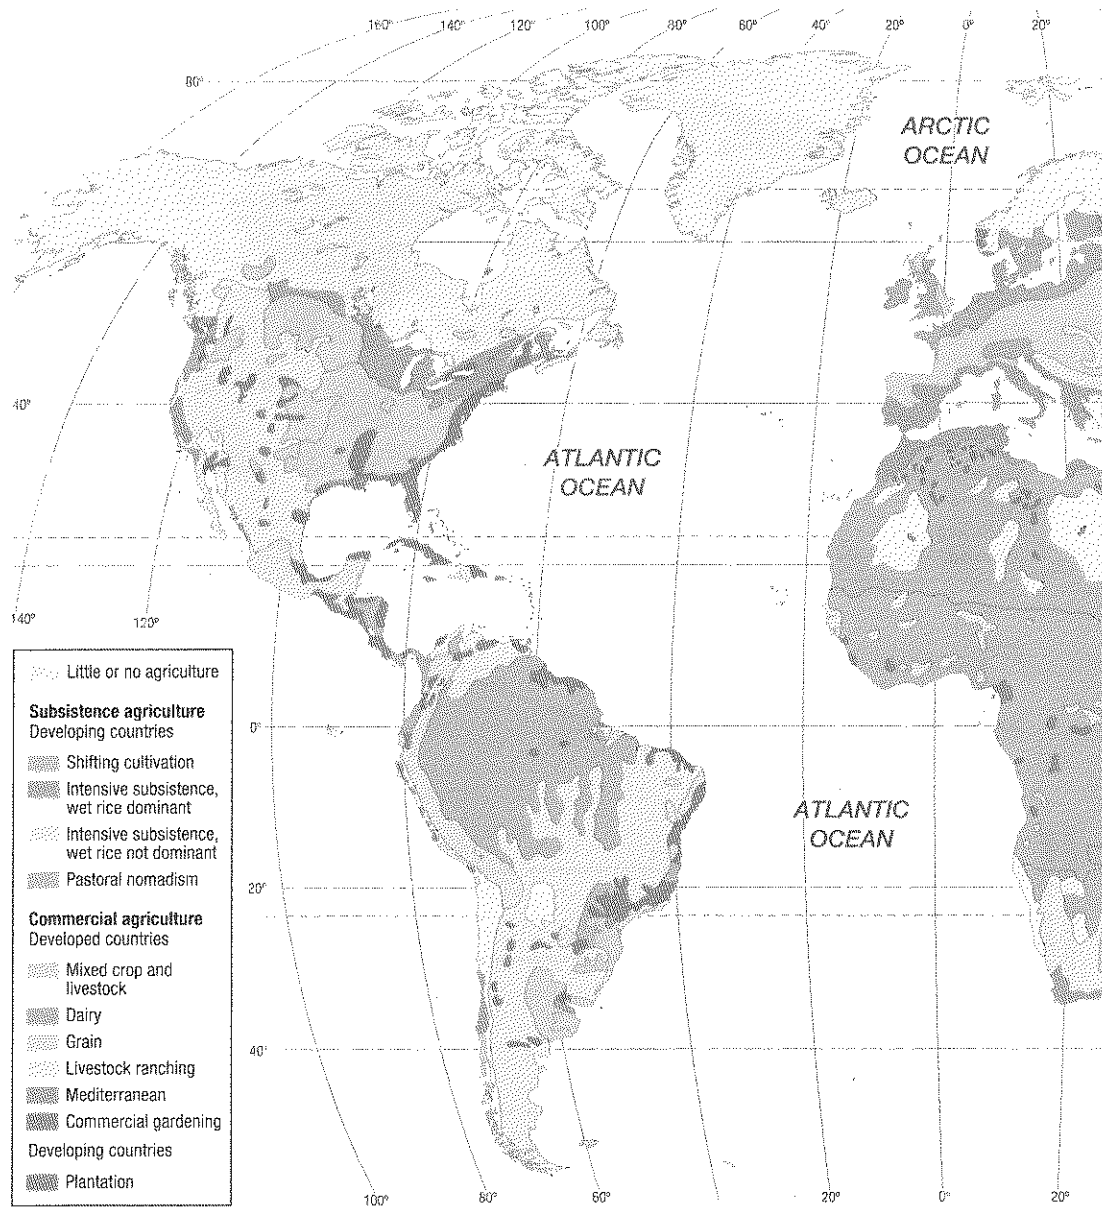 160° 140° 120° 100° 80° 60° 40° 20° 0° 20°
80°
ARCTIC
OCEAN
40°
ATLANTIC
OCEAN
140° 120°
Little or no agriculture
Subsistence agriculture
Developing countries
Shifting cultivation
Intensive subsistence,
wet rice dominant
Intensive subsistence,
wet rice not dominant
Pastoral nomadism
Commercial agriculture
Developed countries
Mixed crop and
livestock
Dairy
Grain
Livestock ranching
Mediterranean
Commercial gardening
Developing countries
Plantation
0°
ATLANTIC
OCEAN
20°
40°
100° 80° 60° 20° 0° 20°